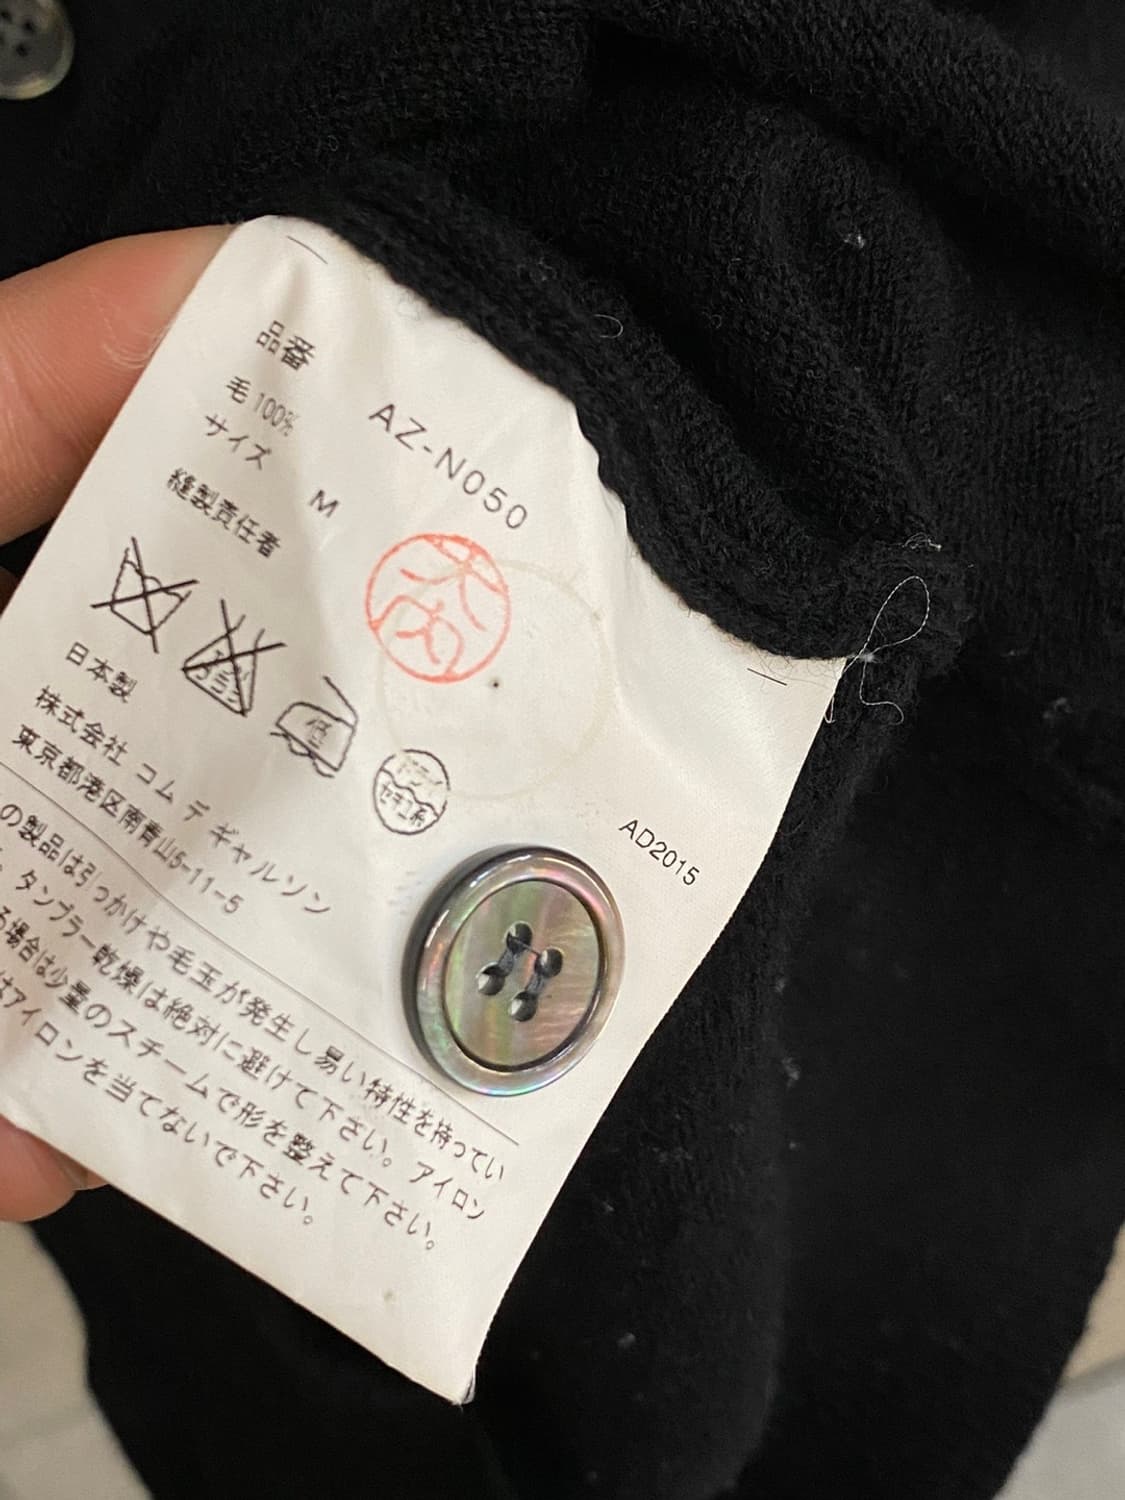 品番 AZ-N050
毛 100%
サイズ M
縫製責任者
低
セキユ系
日本製
株式会社 コム デ ギャルソン
東京都港区南青山5-11-5
AD2015
の製品は引っかけや毛玉が発生し易い特性を持ってい
タンブラー乾燥は絶対に避けて下さい。アイロン
る場合は少量のスチームで形を整えて下さい。
はアイロンを当てないで下さい。